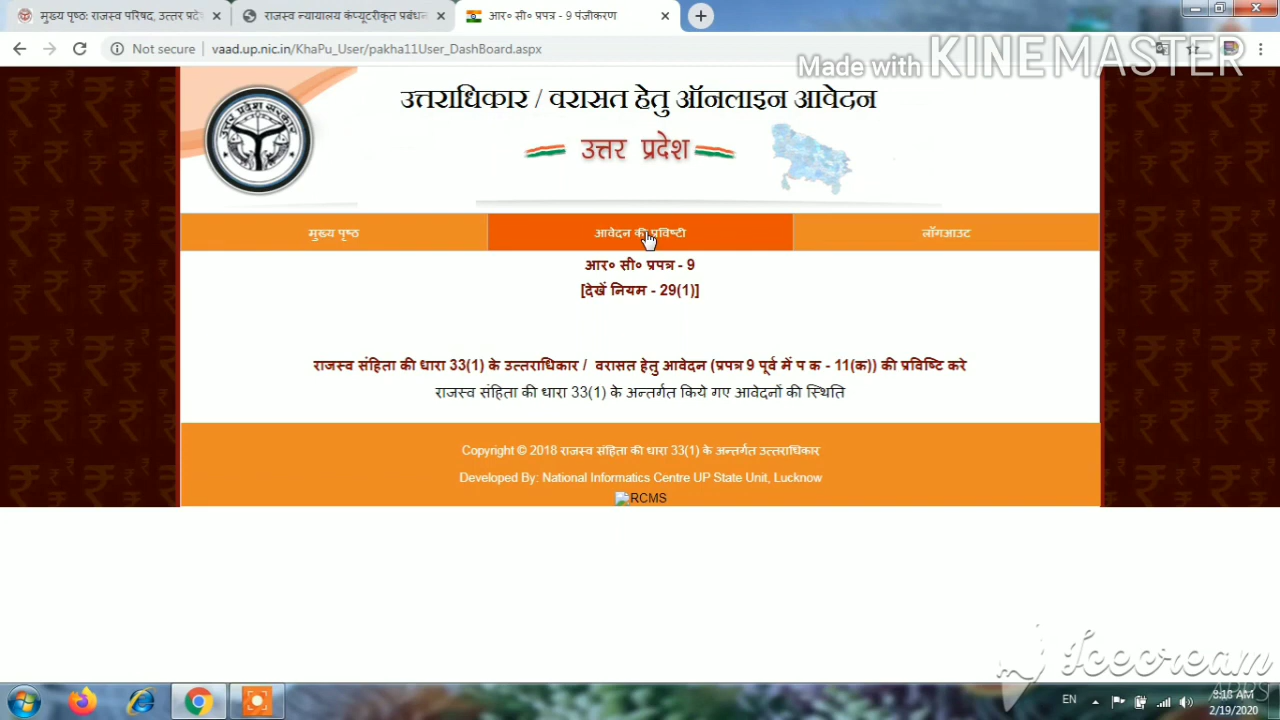 मुख्य पृष्ठ: राजस्व परिषद, उत्तर प्रदे
राजस्व न्यायालय कंप्यूटरीकृत प्रबंधन
आर० सी० प्रपत्र - 9 पंजीकरण
Not secure
vaad.up.nic.in/KhaPu_User/pakha11User_DashBoard.aspx
Made with KINEMASTER
उत्तराधिकार / वरासत हेतु ऑनलाइन आवेदन
उत्तर प्रदेश
मुख्य पृष्ठ
आवेदन की प्रविष्टी
लॉगआउट
आर० सी० प्रपत्र - 9
[देखें नियम - 29(1)]
राजस्व संहिता की धारा 33(1) के उत्तराधिकार / वरासत हेतु आवेदन (प्रपत्र 9 पूर्व में प क - 11(क)) की प्रविष्टि करे
राजस्व संहिता की धारा 33(1) के अन्तर्गत किये गए आवेदनों की स्थिति
Copyright © 2018 राजस्व संहिता की धारा 33(1) के अन्तर्गत उत्तराधिकार
Developed By: National Informatics Centre UP State Unit, Lucknow
RCMS
Icecream
APPS
EN
8:18 AM
2/19/2020